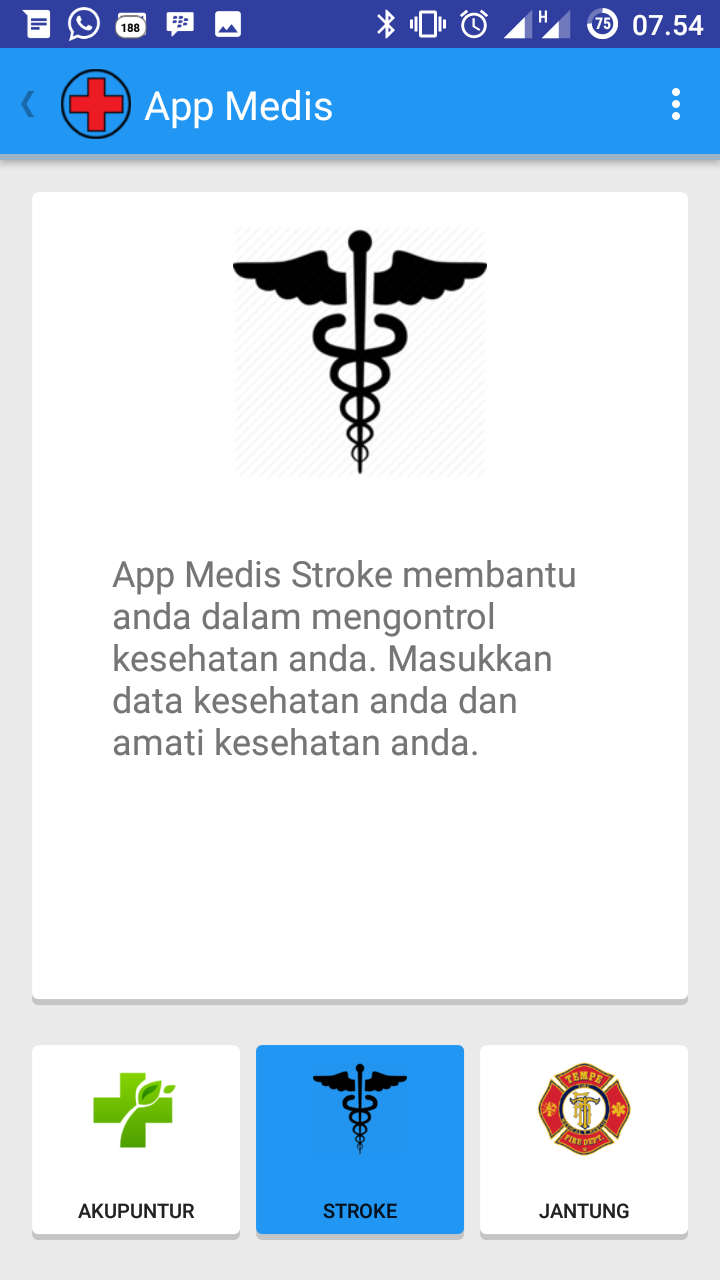 188
H
75
07.54
App Medis
App Medis Stroke membantu
anda dalam mengontrol
kesehatan anda. Masukkan
data kesehatan anda dan
amati kesehatan anda.
TEMPE
FIRE DEPT.
AKUPUNTUR
STROKE
JANTUNG